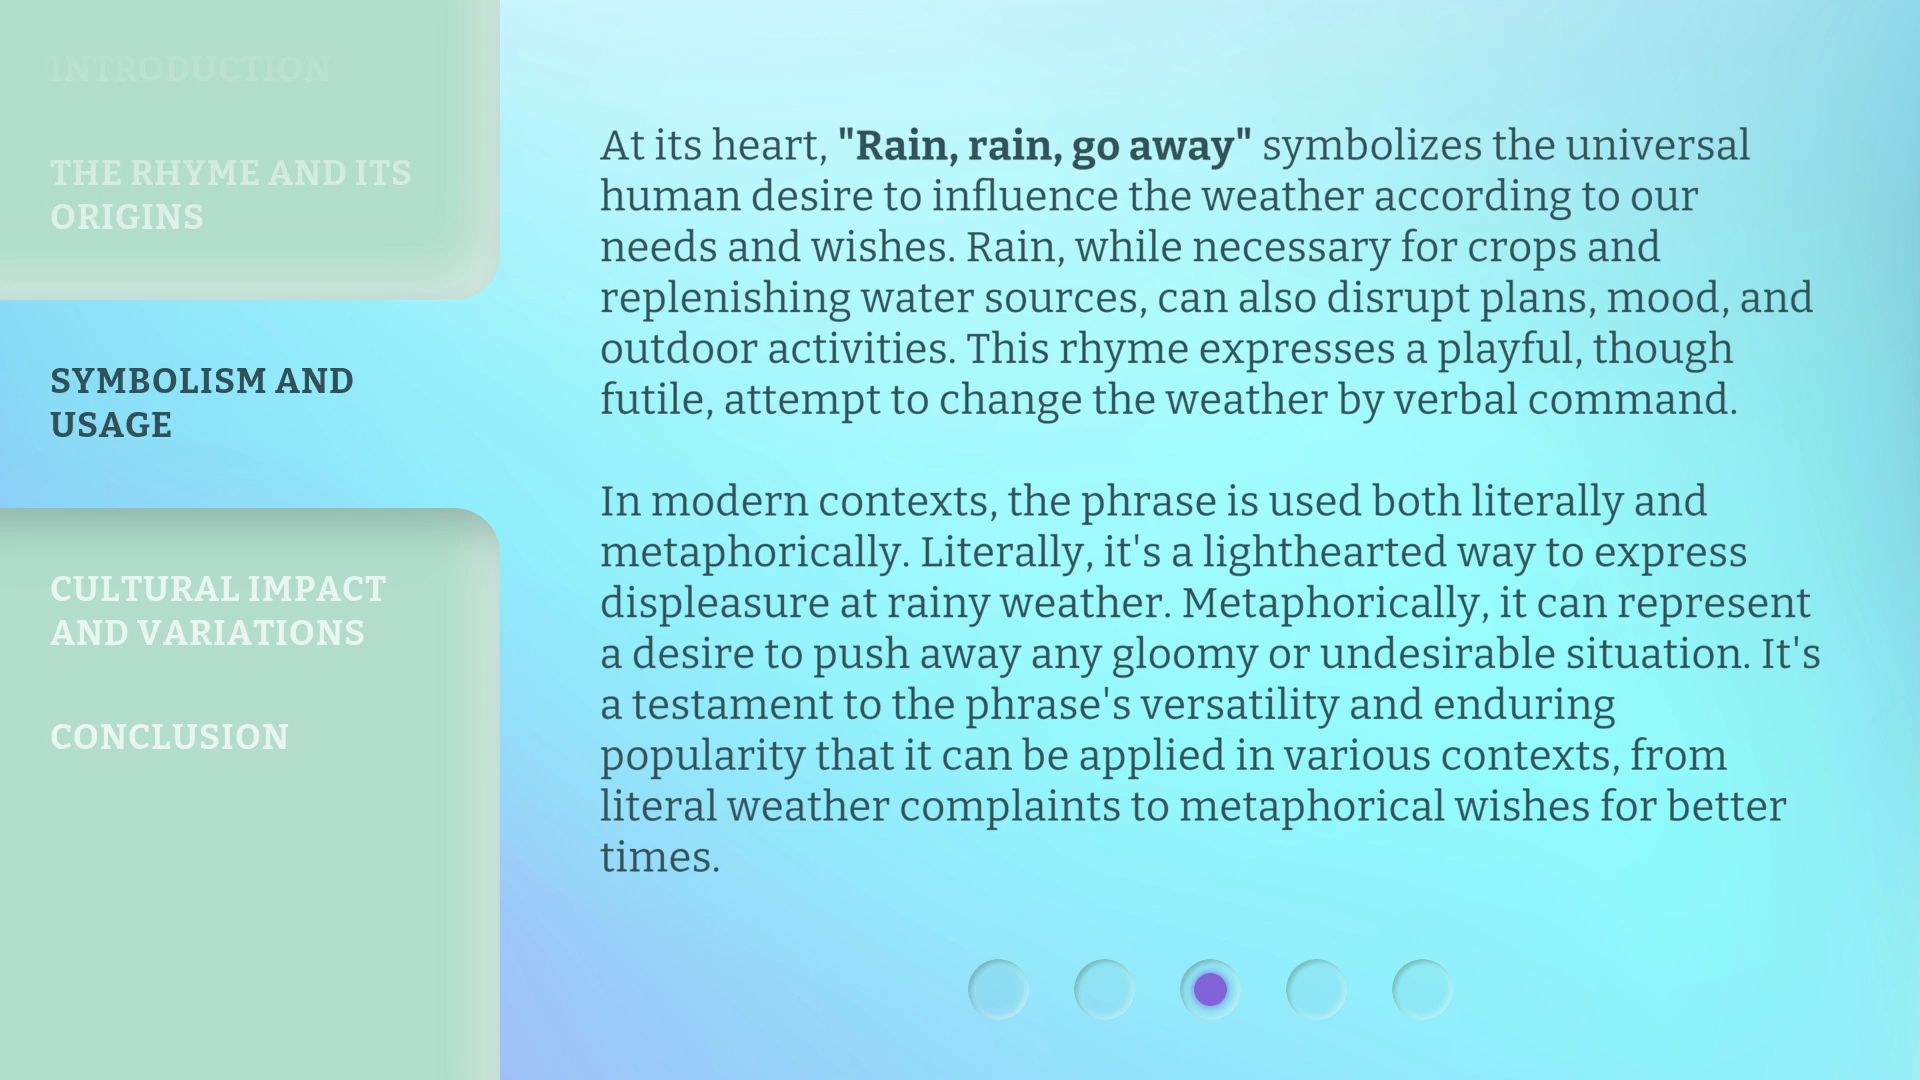 INTRODUCTION
THE RHYME AND ITS
ORIGINS
SYMBOLISM AND
USAGE
CULTURAL IMPACT
AND VARIATIONS
CONCLUSION
At its heart, "Rain, rain, go away" symbolizes the universal
human desire to influence the weather according to our
needs and wishes. Rain, while necessary for crops and
replenishing water sources, can also disrupt plans, mood, and
outdoor activities. This rhyme expresses a playful, though
futile, attempt to change the weather by verbal command.
In modern contexts, the phrase is used both literally and
metaphorically. Literally, it's a lighthearted way to express
displeasure at rainy weather. Metaphorically, it can represent
a desire to push away any gloomy or undesirable situation. It's
a testament to the phrase's versatility and enduring
popularity that it can be applied in various contexts, from
literal weather complaints to metaphorical wishes for better
times.